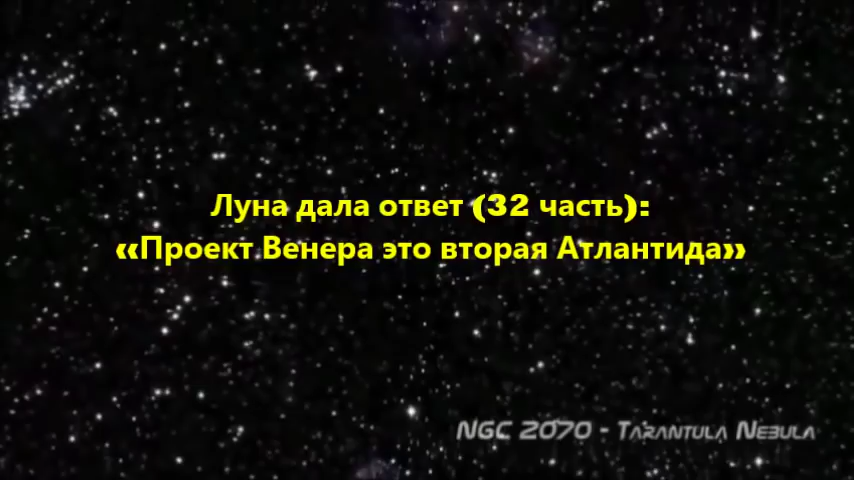 Луна дала ответ (32 часть):
«Проект Венера это вторая Атлантида»
NGC 2070 - Tarantula Nebula